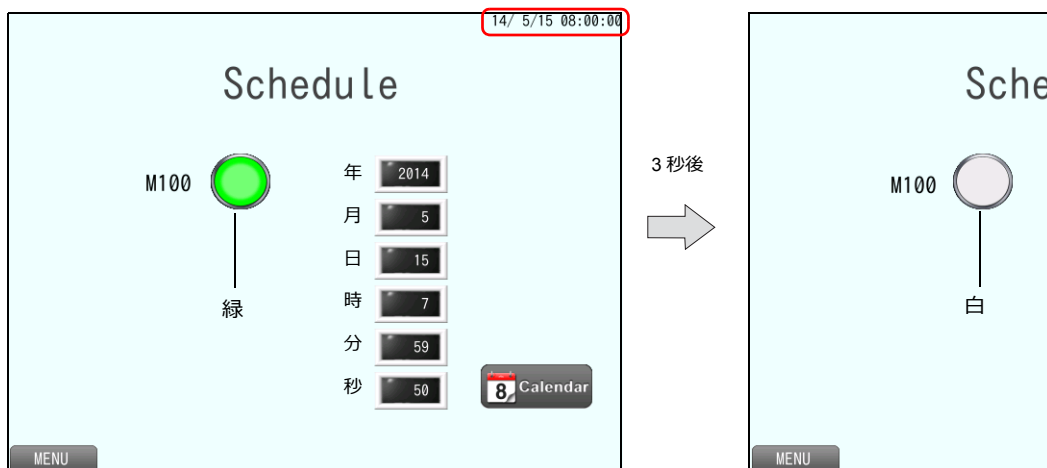 14/ 5/15 08:00:00
Schedule
M100
緑
年 2014
月 5
日 15
時 7
分 59
秒 50
8 Calendar
MENU
3 秒後
Sche
M100
白
MENU